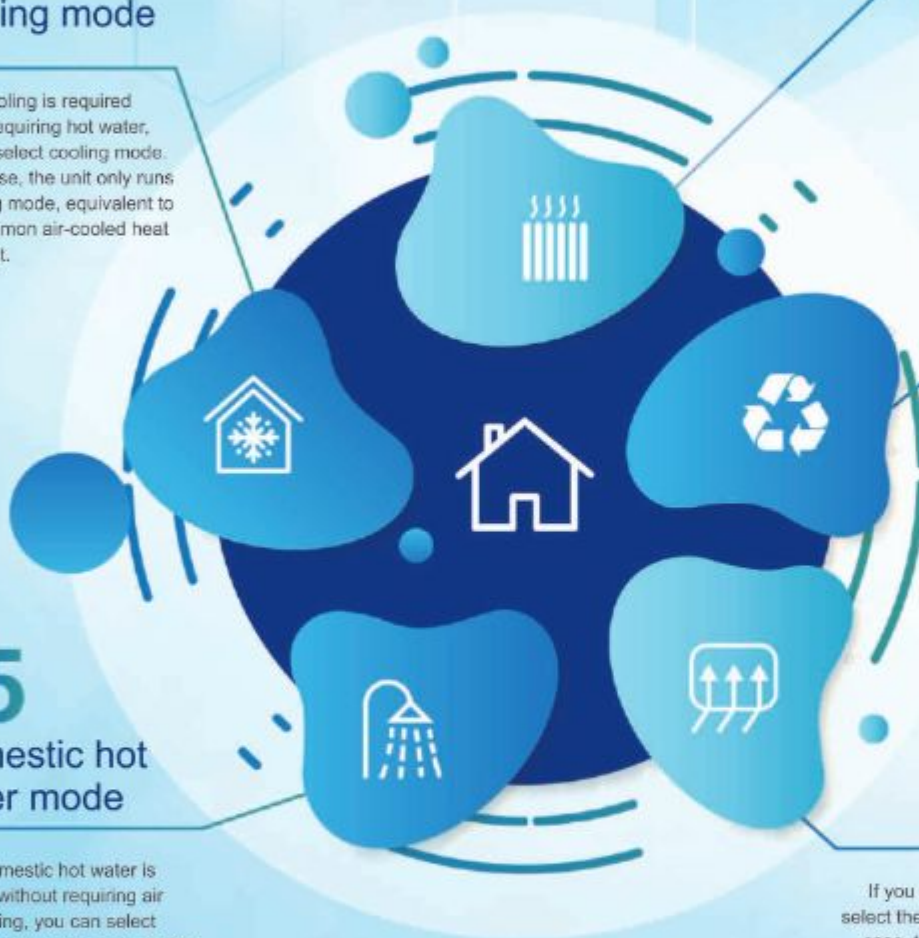 ing mode
oling is required
equiring hot water,
select cooling mode.
se, the unit only runs
g mode, equivalent to
mon air-cooled heat
t.
5
nestic hot
er mode
mestic hot water is
without requiring air
ing, you can select
If you
select the